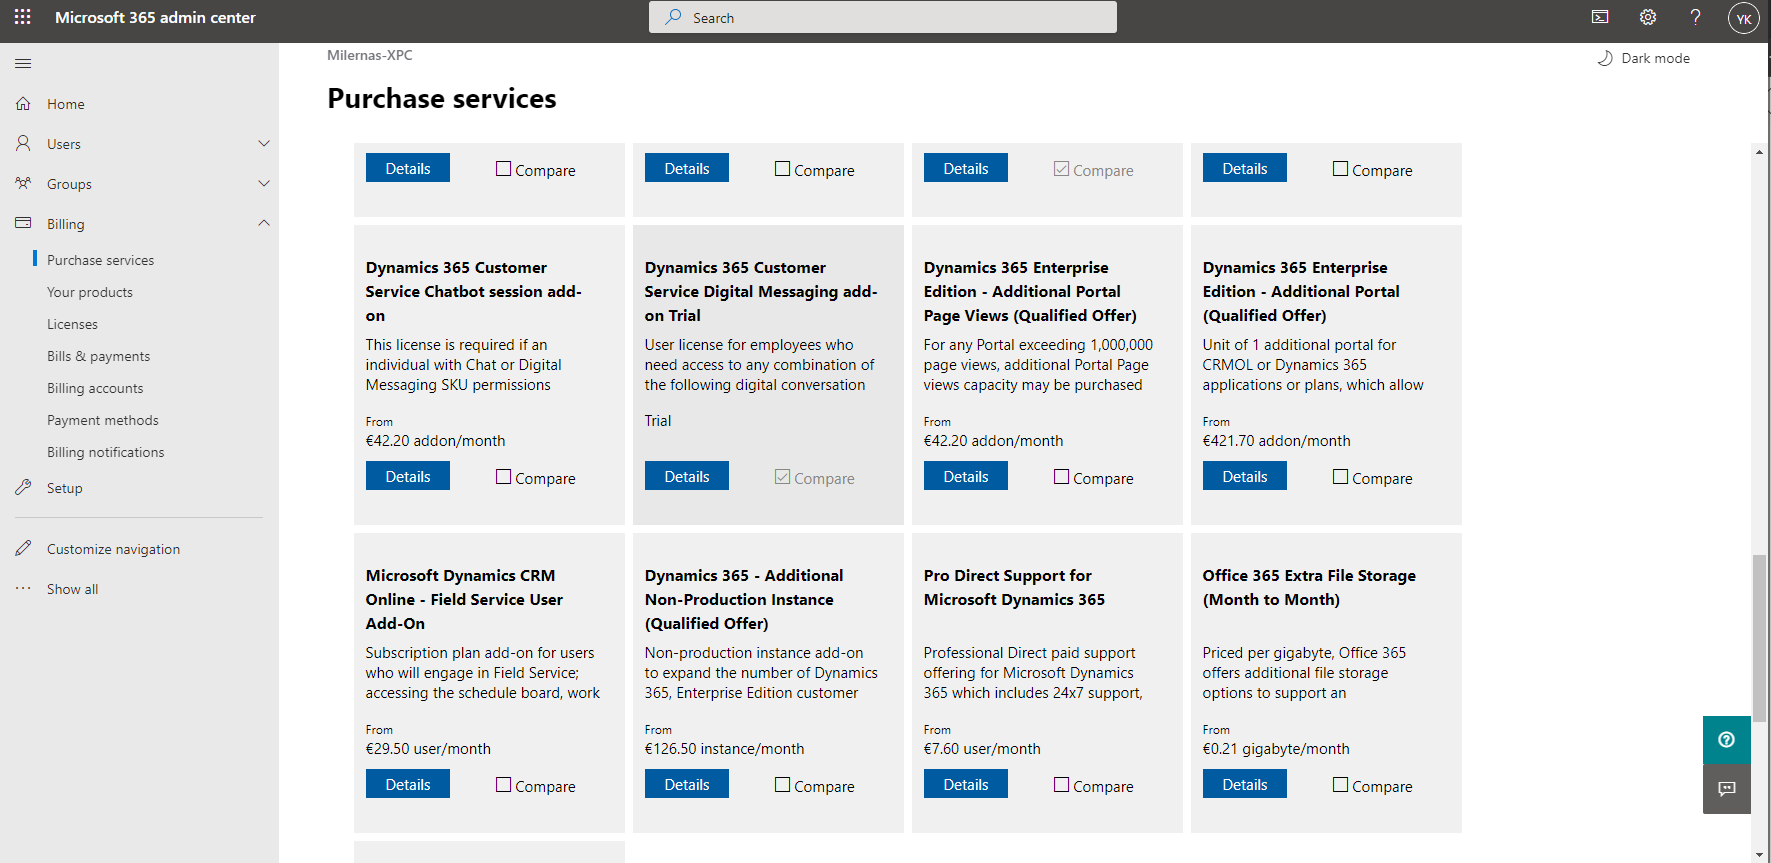 Microsoft 365 admin center
Search
YK
Milernas-XPC
Dark mode
Purchase services
Home
Users
Groups
Billing
Purchase services
Your products
Licenses
Bills & payments
Billing accounts
Payment methods
Billing notifications
Setup
Customize navigation
Show all
Details
Compare
Details
Compare
Details
Compare
Details
Compare
Dynamics 365 Customer
Service Chatbot session add-
on
This license is required if an
individual with Chat or Digital
Messaging SKU permissions
From
€42.20 addon/month
Details
Compare
Dynamics 365 Customer
Service Digital Messaging add-
on Trial
User license for employees who
need access to any combination of
the following digital conversation
Trial
Details
Compare
Dynamics 365 Enterprise
Edition - Additional Portal
Page Views (Qualified Offer)
For any Portal exceeding 1,000,000
page views, additional Portal Page
views capacity may be purchased
From
€42.20 addon/month
Details
Compare
Dynamics 365 Enterprise
Edition - Additional Portal
(Qualified Offer)
Unit of 1 additional portal for
CRMOL or Dynamics 365
applications or plans, which allow
From
€421.70 addon/month
Details
Compare
Microsoft Dynamics CRM
Online - Field Service User
Add-On
Subscription plan add-on for users
who will engage in Field Service;
accessing the schedule board, work
From
€29.50 user/month
Details
Compare
Dynamics 365 - Additional
Non-Production Instance
(Qualified Offer)
Non-production instance add-on
to expand the number of Dynamics
365, Enterprise Edition customer
From
€126.50 instance/month
Details
Compare
Pro Direct Support for
Microsoft Dynamics 365
Professional Direct paid support
offering for Microsoft Dynamics
365 which includes 24x7 support,
From
€7.60 user/month
Details
Compare
Office 365 Extra File Storage
(Month to Month)
Priced per gigabyte, Office 365
offers additional file storage
options to support an
From
€0.21 gigabyte/month
Details
Compare